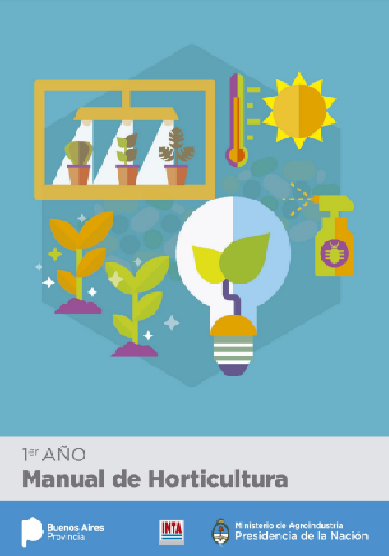 1er AÑO
Manual de Horticultura
Buenos Aires
Provincia
INTA
Ministerio de Agroindustria
Presidencia de la Nación